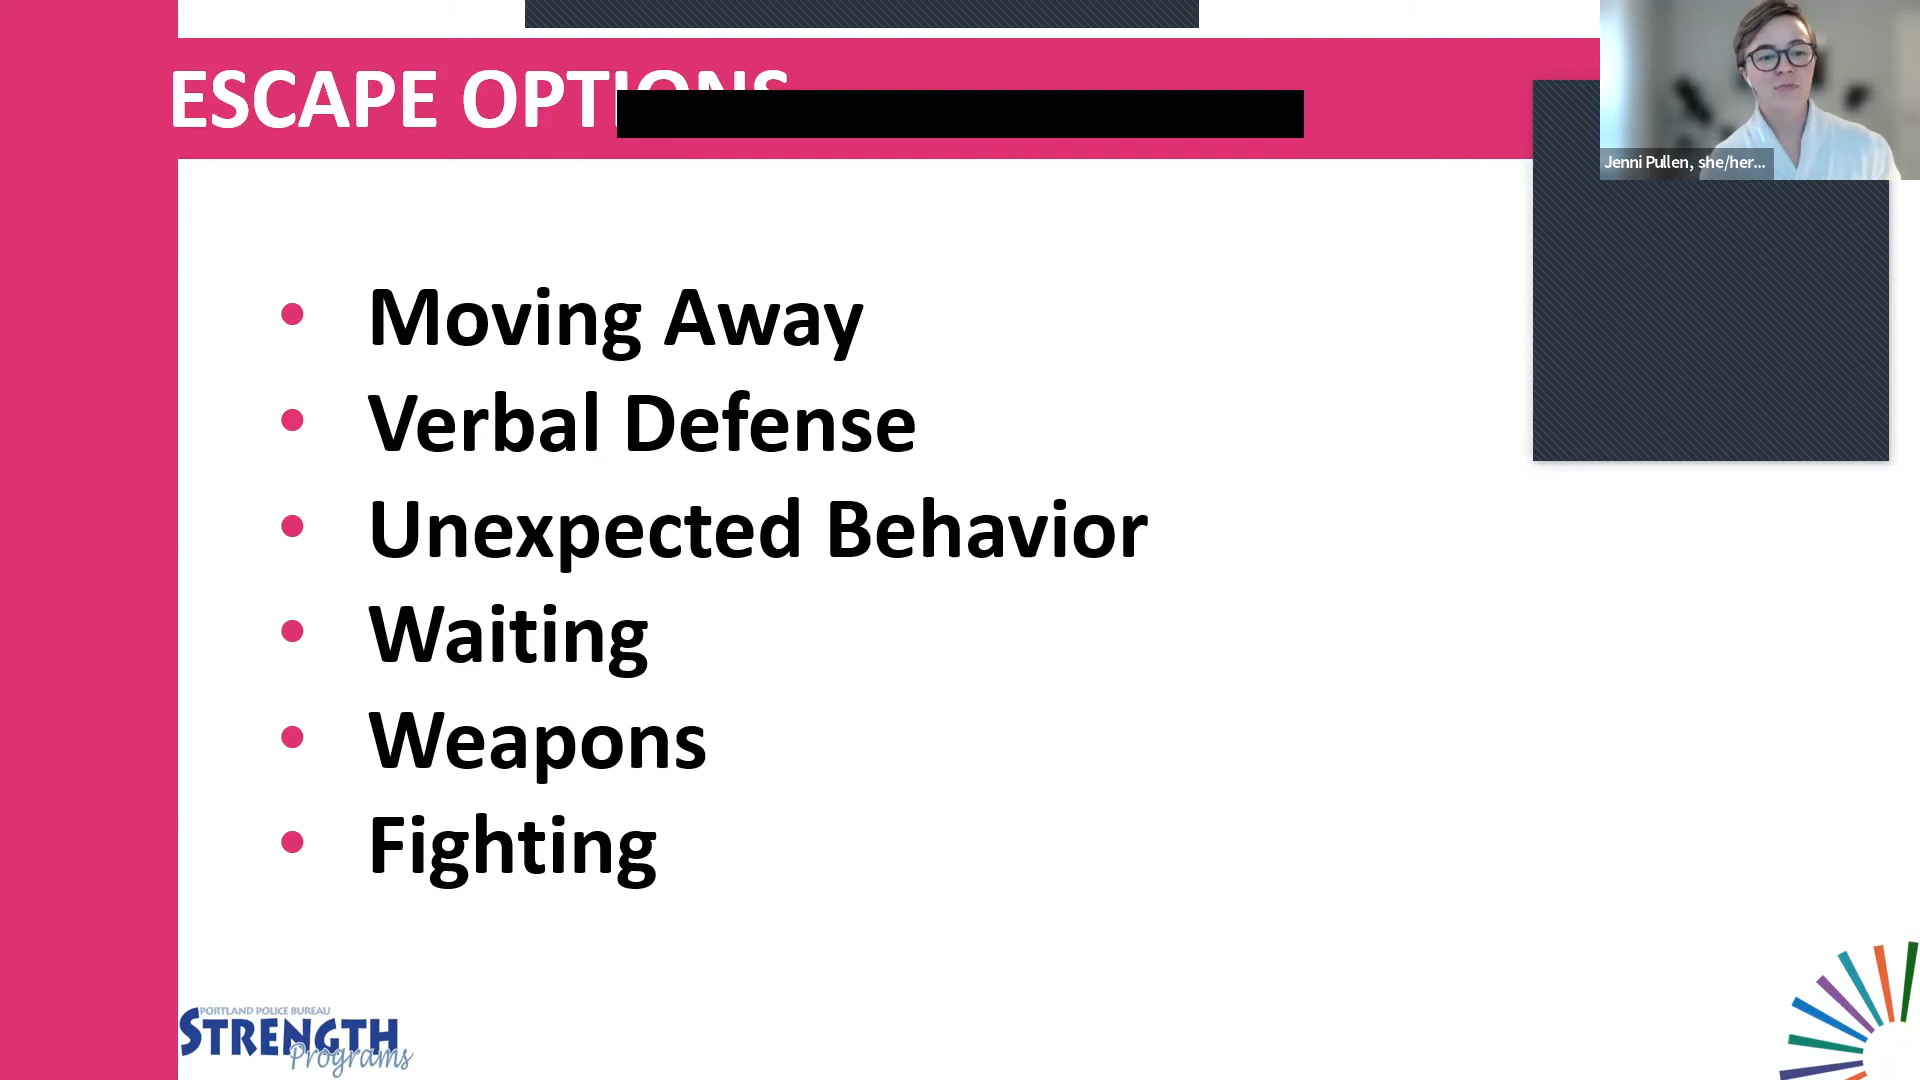 ESCAPE OPTIONS
Jenni Pullen, she/her...
• Moving Away
• Verbal Defense
• Unexpected Behavior
• Waiting
• Weapons
• Fighting
PORTLAND POLICE BUREAU
STRENGTH
Programs